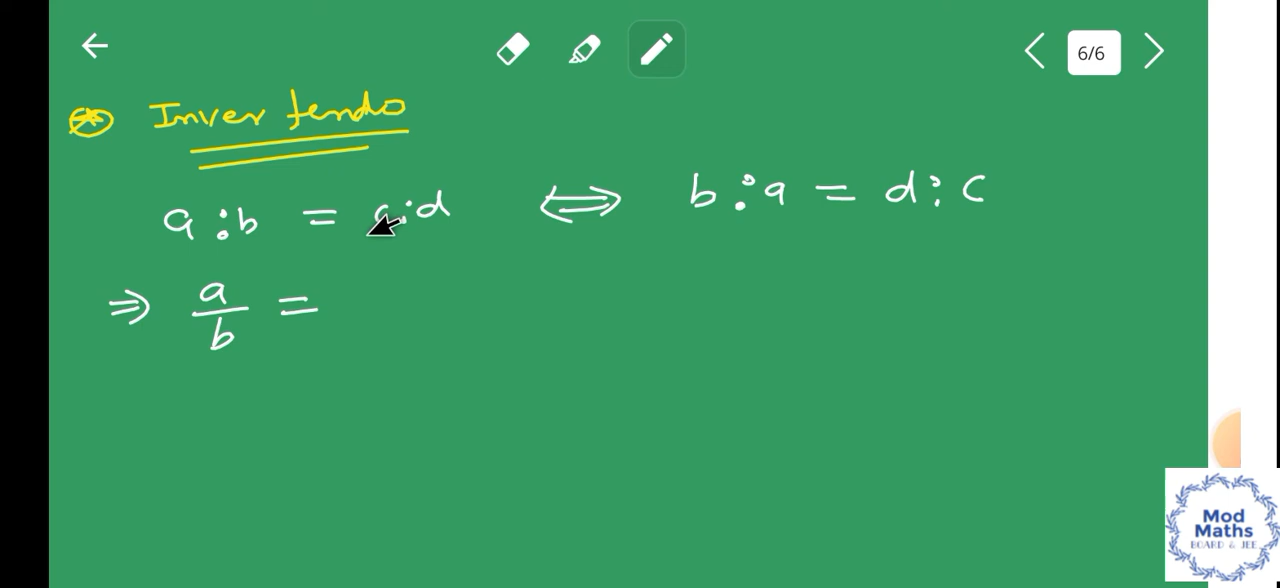 6/6
Invertendo
a : b = c : d ⇔ b : a = d : c
⇒ a/b =
Mod
Maths
BOARD & JEE